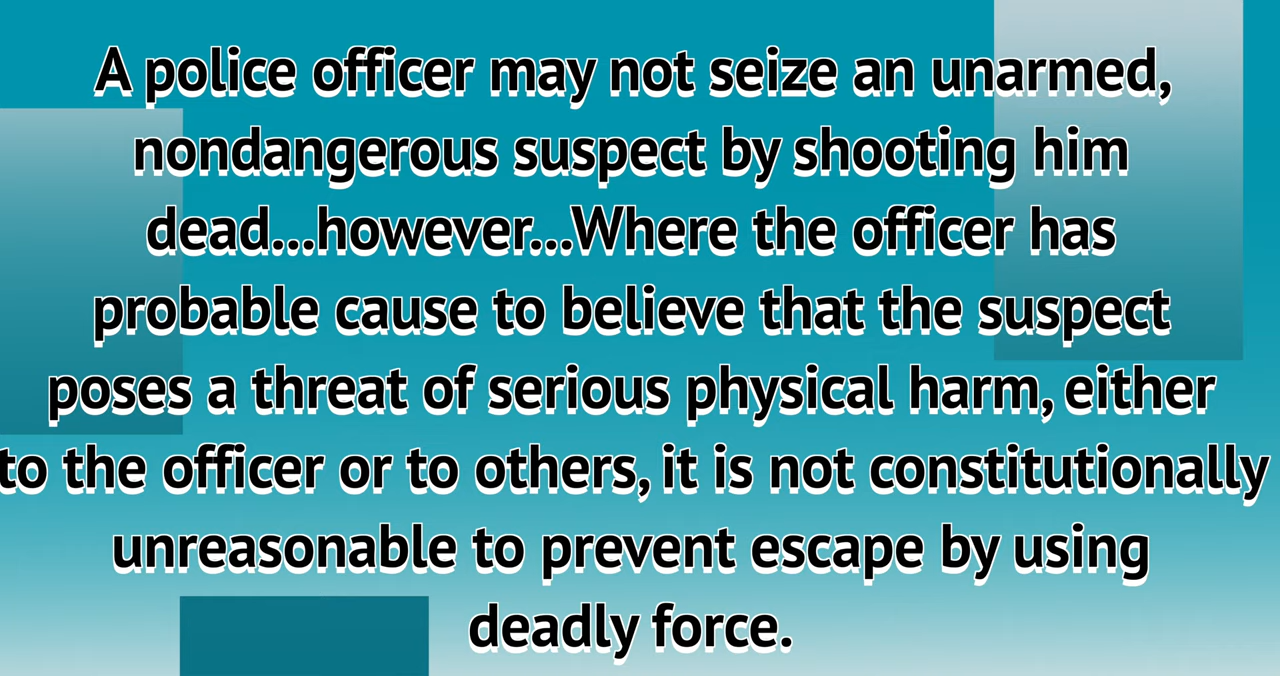 A police officer may not seize an unarmed,
nondangerous suspect by shooting him
dead...however...Where the officer has
probable cause to believe that the suspect
poses a threat of serious physical harm, either
to the officer or to others, it is not constitutionally
unreasonable to prevent escape by using
deadly force.